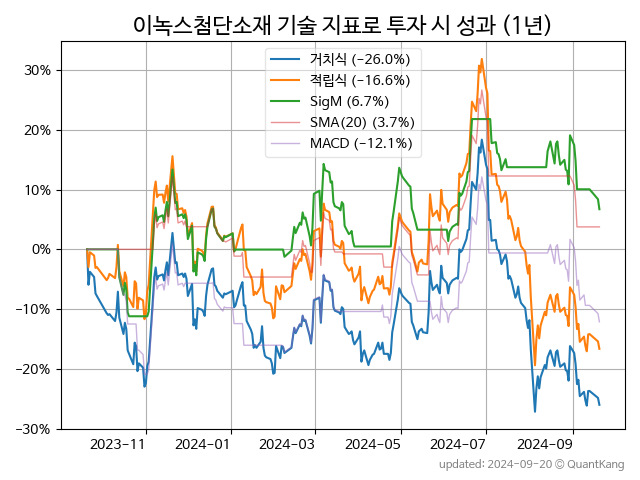 이녹스첨단소재 기술 지표로 투자 시 성과 (1년)
거치식 (-26.0%)
적립식 (-16.6%)
SigM (6.7%)
SMA(20) (3.7%)
MACD (-12.1%)
30%
20%
10%
0%
-10%
-20%
-30%
2023-11 2024-01 2024-03 2024-05 2024-07 2024-09
updated: 2024-09-20 © QuantKang